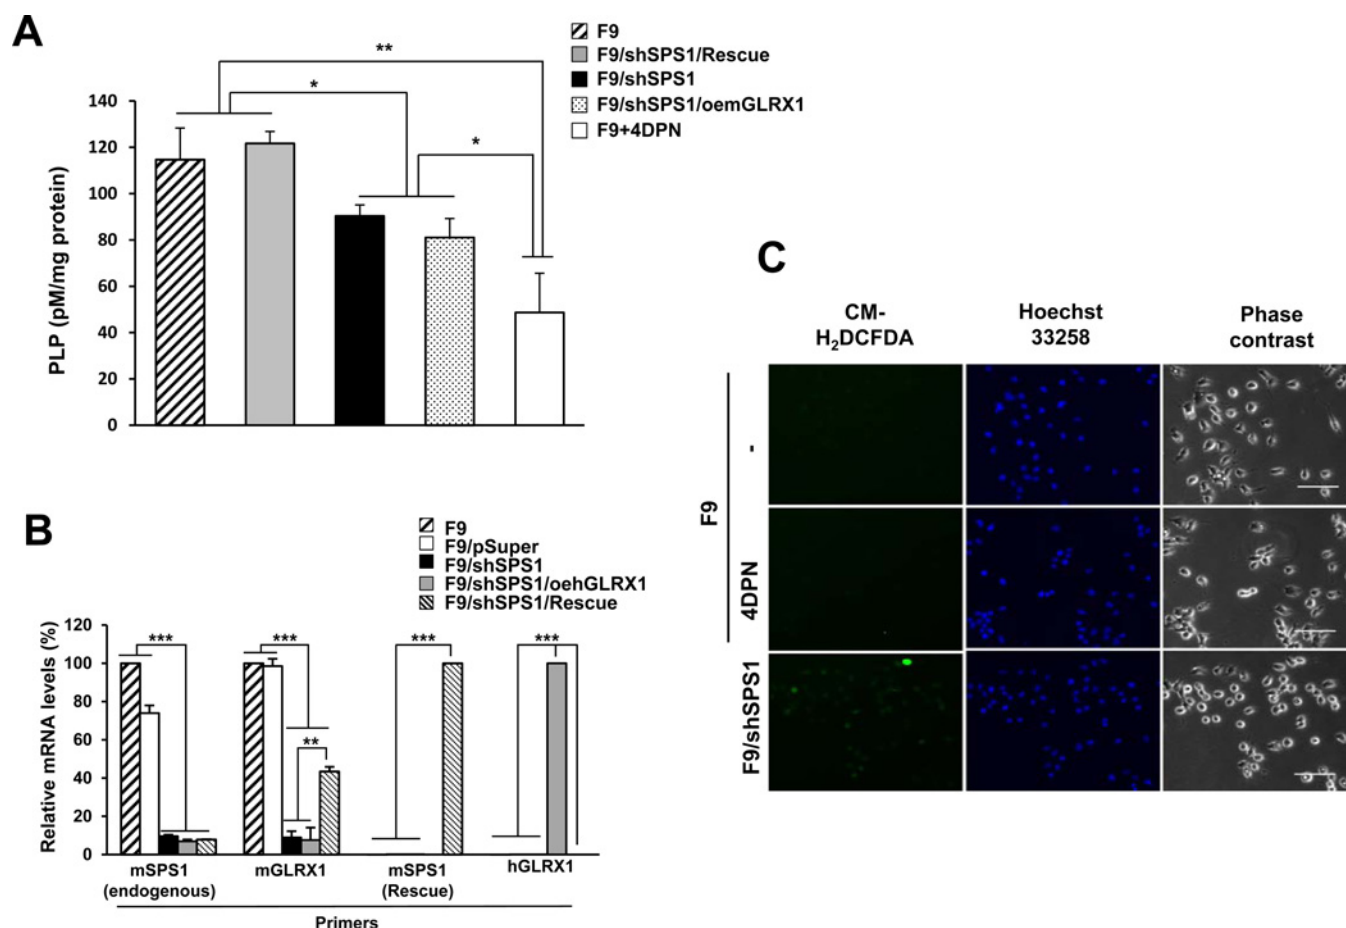 A
F9
F9/shSPS1/Rescue
F9/shSPS1
F9/shSPS1/oemGLRX1
F9+4DPN
**
*
*
PLP (pM/mg protein)
140
120
100
80
60
40
20
0
B
F9
F9/pSuper
F9/shSPS1
F9/shSPS1/oehGLRX1
F9/shSPS1/Rescue
***
***
***
***
**
Relative mRNA levels (%)
120
100
80
60
40
20
0
mSPS1
(endogenous)
mGLRX1
mSPS1
(Rescue)
hGLRX1
Primers
C
CM-
H₂DCFDA
Hoechst
33258
Phase
contrast
F9
-
4DPN
F9/shSPS1